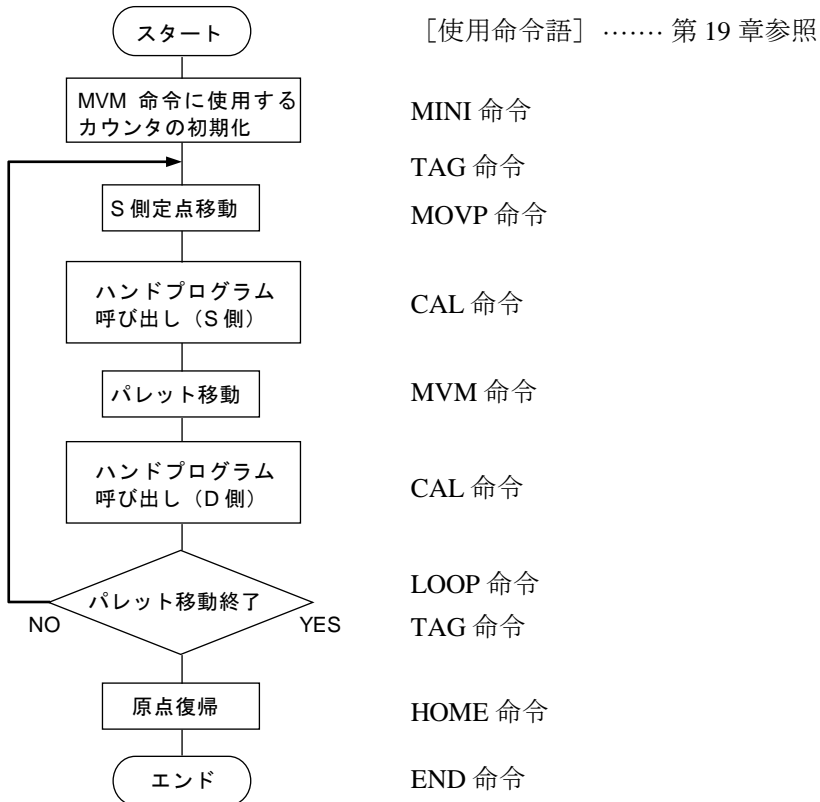 スタート
[使用命令語] ……. 第 19 章参照
MVM 命令に使用する
カウンタの初期化
MINI 命令
TAG 命令
S 側定点移動
MOVP 命令
ハンドプログラム
呼び出し（S 側）
CAL 命令
パレット移動
MVM 命令
ハンドプログラム
呼び出し（D 側）
CAL 命令
パレット移動終了
LOOP 命令
NO
YES
TAG 命令
原点復帰
HOME 命令
エンド
END 命令